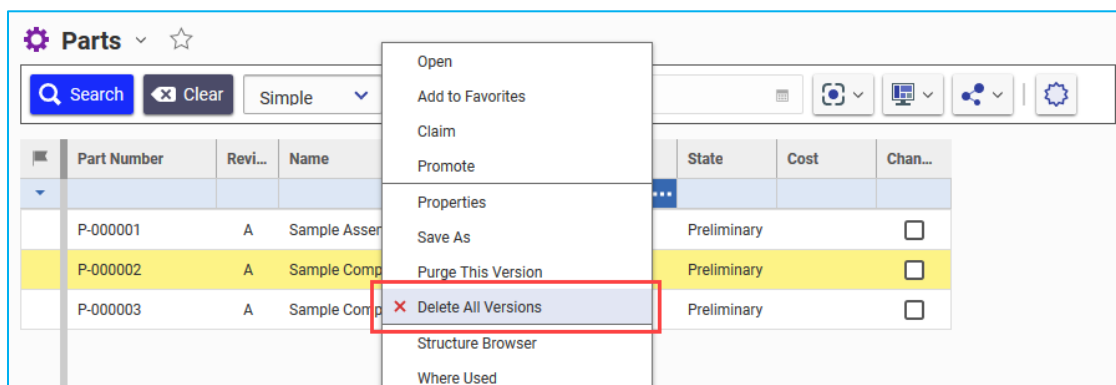 Parts
Search Clear Simple
Part Number Revi... Name State Cost Chan...
...
P-000001 A Sample Asser Preliminary
P-000002 A Sample Comp Preliminary
P-000003 A Sample Comp Preliminary
Open
Add to Favorites
Claim
Promote
Properties
Save As
Purge This Version
Delete All Versions
Structure Browser
Where Used